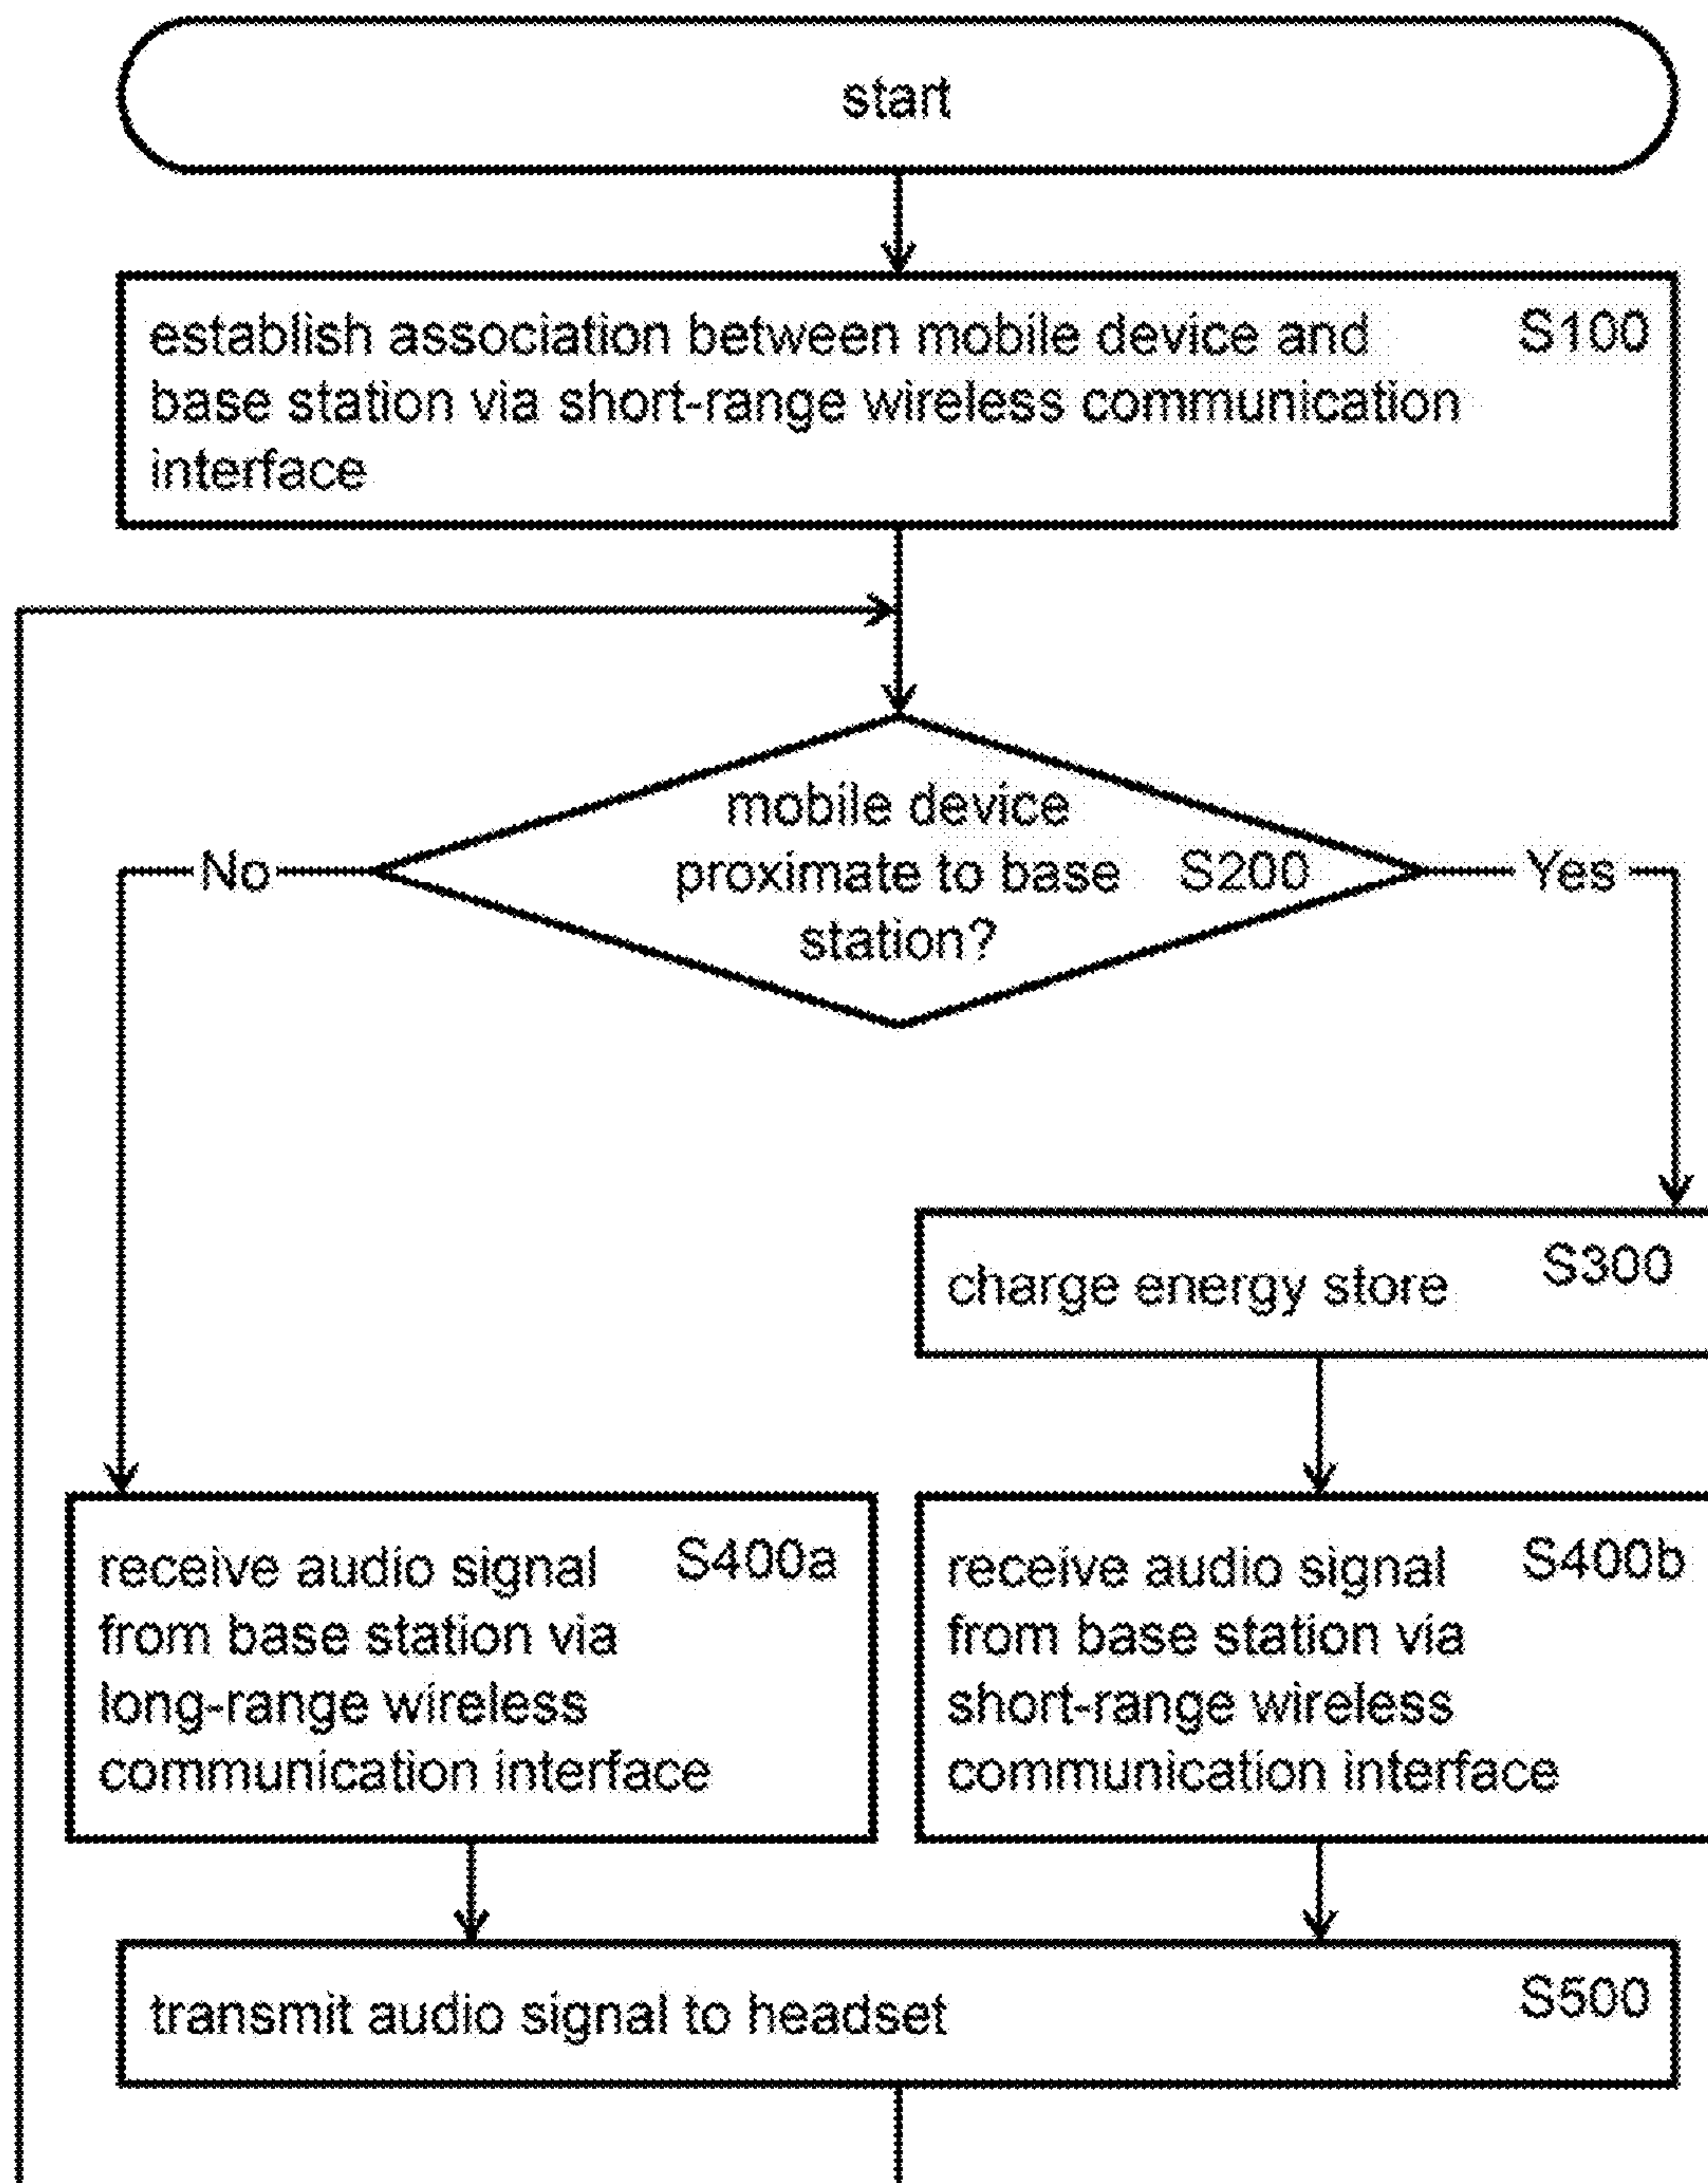 start
establish association between mobile device and S100
base station via short-range wireless communication
interface
mobile device
proximate to base S200
station?
No
Yes
charge energy store S300
receive audio signal S400a
from base station via
long-range wireless
communication interface
receive audio signal S400b
from base station via
short-range wireless
communication interface
transmit audio signal to headset S500